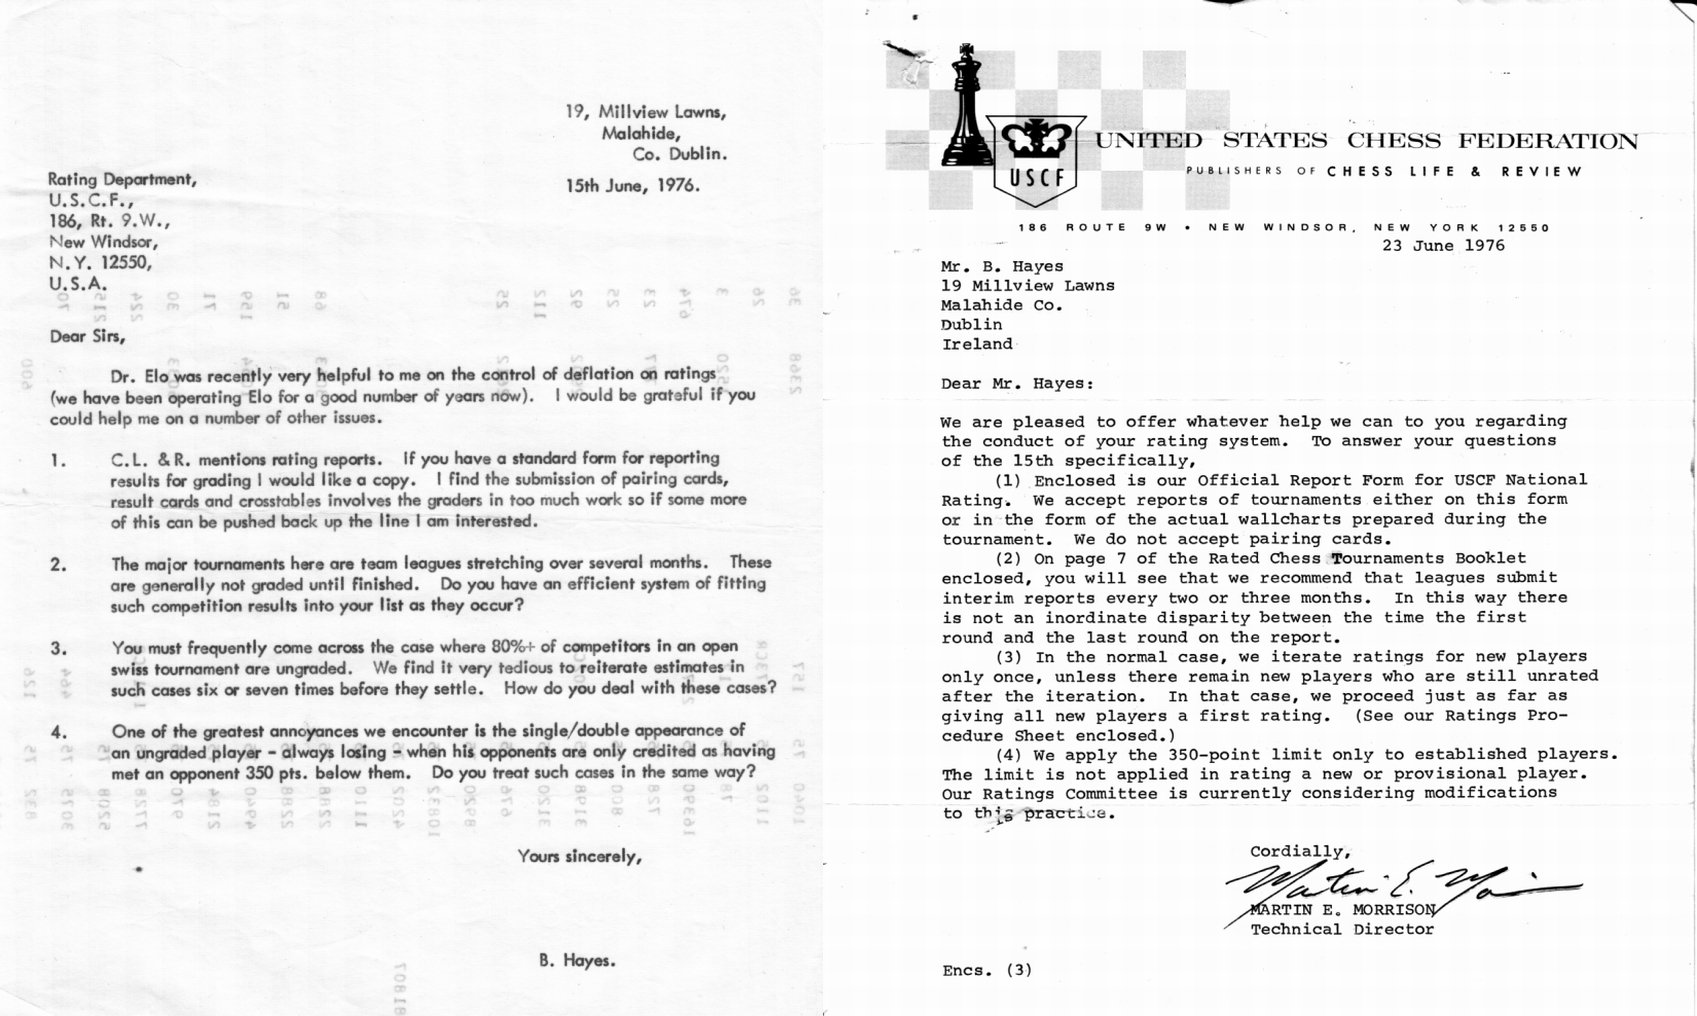 19, Millview Lawns,
Malahide,
Co. Dublin.
15th June, 1976.
Rating Department,
U.S.C.F.,
186, Rt. 9.W.,
New Windsor,
N.Y. 12550,
U.S.A.
Dear Sirs,
Dr. Elo was recently very helpful to me on the control of deflation on ratings
(we have been operating Elo for a good number of years now). I would be grateful if you
could help me on a number of other issues.
1. C.L. & R. mentions rating reports. If you have a standard form for reporting
results for grading I would like a copy. I find the submission of pairing cards,
result cards and crosstables involves the graders in too much work so if some more
of this can be pushed back up the line I am interested.
2. The major tournaments here are team leagues stretching over several months. These
are generally not graded until finished. Do you have an efficient system of fitting
such competition results into your list as they occur?
3. You must frequently come across the case where 80%+ of competitors in an open
swiss tournament are ungraded. We find it very tedious to reiterate estimates in
such cases six or seven times before they settle. How do you deal with these cases?
4. One of the greatest annoyances we encounter is the single/double appearance of
an ungraded player - always losing - when his opponents are only credited as having
met an opponent 350 pts. below them. Do you treat such cases in the same way?
Yours sincerely,
B. Hayes.
USCF
UNITED STATES CHESS FEDERATION
PUBLISHERS OF CHESS LIFE & REVIEW
186 ROUTE 9W • NEW WINDSOR, NEW YORK 12550
23 June 1976
Mr. B. Hayes
19 Millview Lawns
Malahide Co.
Dublin
Ireland
Dear Mr. Hayes:
We are pleased to offer whatever help we can to you regarding
the conduct of your rating system. To answer your questions
of the 15th specifically,
(1) Enclosed is our Official Report Form for USCF National
Rating. We accept reports of tournaments either on this form
or in the form of the actual wallcharts prepared during the
tournament. We do not accept pairing cards.
(2) On page 7 of the Rated Chess Tournaments Booklet
enclosed, you will see that we recommend that leagues submit
interim reports every two or three months. In this way there
is not an inordinate disparity between the time the first
round and the last round on the report.
(3) In the normal case, we iterate ratings for new players
only once, unless there remain new players who are still unrated
after the iteration. In that case, we proceed just as far as
giving all new players a first rating. (See our Ratings Pro-
cedure Sheet enclosed.)
(4) We apply the 350-point limit only to established players.
The limit is not applied in rating a new or provisional player.
Our Ratings Committee is currently considering modifications
to this practice.
Cordially,
MARTIN E. MORRISON
Technical Director
Encs. (3)